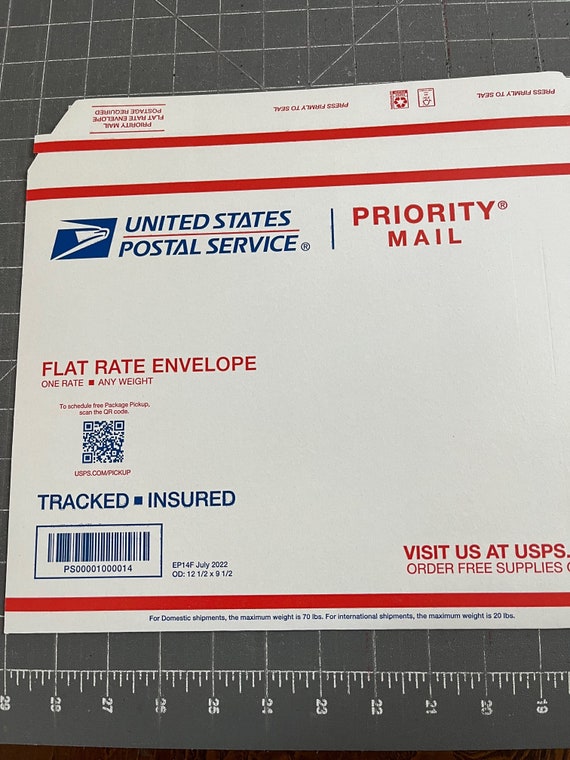 PRIORITY MAIL
FLAT RATE ENVELOPE
POSTAGE REQUIRED
PRESS FIRMLY TO SEAL
PRESS FIRMLY TO SEAL
UNITED STATES
POSTAL SERVICE®
PRIORITY®
MAIL
FLAT RATE ENVELOPE
ONE RATE ■ ANY WEIGHT
To schedule free Package Pickup,
scan the QR code.
USPS.COM/PICKUP
TRACKED ■ INSURED
PS00001000014
EP14F July 2022
OD: 12 1/2 x 9 1/2
VISIT US AT USPS.
ORDER FREE SUPPLIES
For Domestic shipments, the maximum weight is 70 lbs. For international shipments, the maximum weight is 20 lbs.
29 28 27 26 25 24 23 22 21 20 19